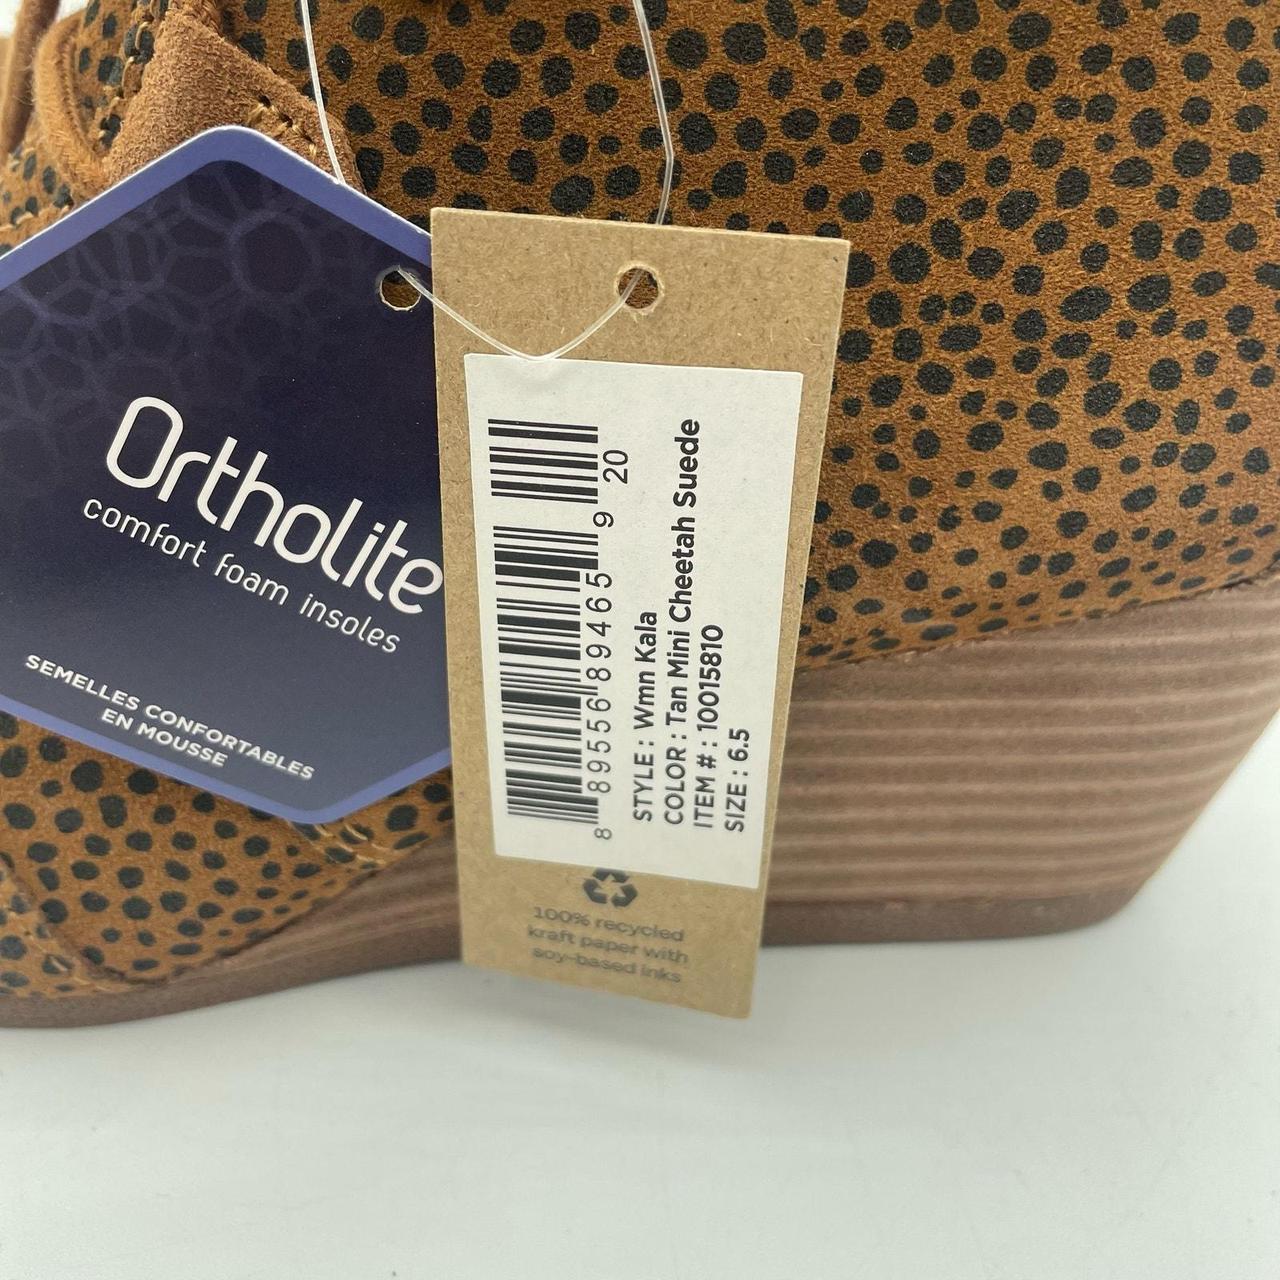 Ortholite
comfort foam insoles
SEMELLES CONFORTABLES
EN MOUSSE
8 89556 89465 9 20
STYLE : Wmn Kala
COLOR : Tan Mini Cheetah Suede
ITEM # : 10015810
SIZE : 6.5
100% recycled
kraft paper with
soy-based inks